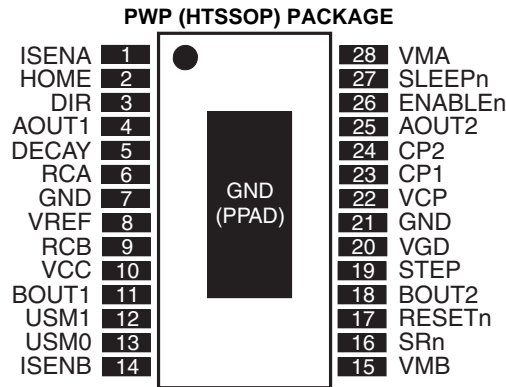 PWP (HTSSOP) PACKAGE
ISENA 1 28 VMA
HOME 2 27 SLEEPn
DIR 3 26 ENABLEn
AOUT1 4 25 AOUT2
DECAY 5 24 CP2
RCA 6 23 CP1
GND 7 22 VCP
VREF 8 21 GND
RCB 9 20 VGD
VCC 10 19 STEP
BOUT1 11 18 BOUT2
USM1 12 17 RESETn
USM0 13 16 SRn
ISENB 14 15 VMB
GND
(PPAD)